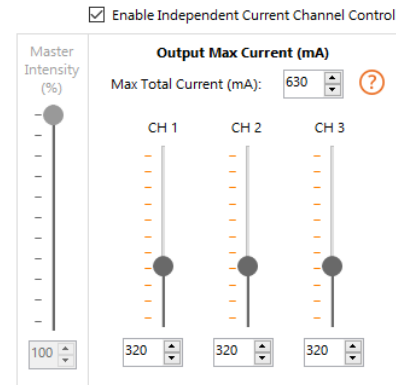 Enable Independent Current Channel Control
Master
Intensity
(%)
100
Output Max Current (mA)
Max Total Current (mA): 630 ?
CH 1 CH 2 CH 3
320 320 320